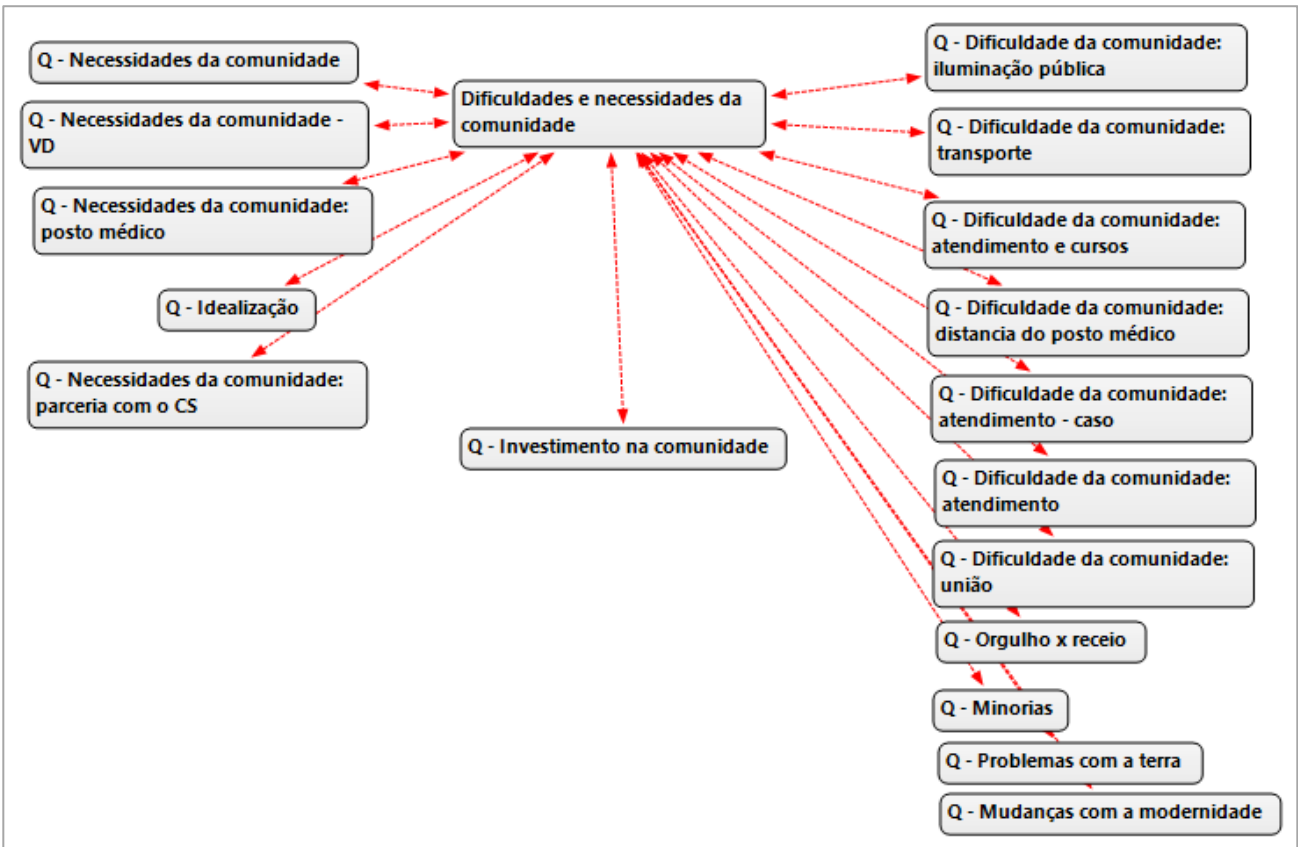 Q - Necessidades da comunidade
Q - Necessidades da comunidade -
VD
Q - Necessidades da comunidade:
posto médico
Q - Idealização
Q - Necessidades da comunidade:
parceria com o CS
Dificuldades e necessidades da
comunidade
Q - Investimento na comunidade
Q - Dificuldade da comunidade:
iluminação pública
Q - Dificuldade da comunidade:
transporte
Q - Dificuldade da comunidade:
atendimento e cursos
Q - Dificuldade da comunidade:
distancia do posto médico
Q - Dificuldade da comunidade:
atendimento - caso
Q - Dificuldade da comunidade:
atendimento
Q - Dificuldade da comunidade:
união
Q - Orgulho x receio
Q - Minorias
Q - Problemas com a terra
Q - Mudanças com a modernidade